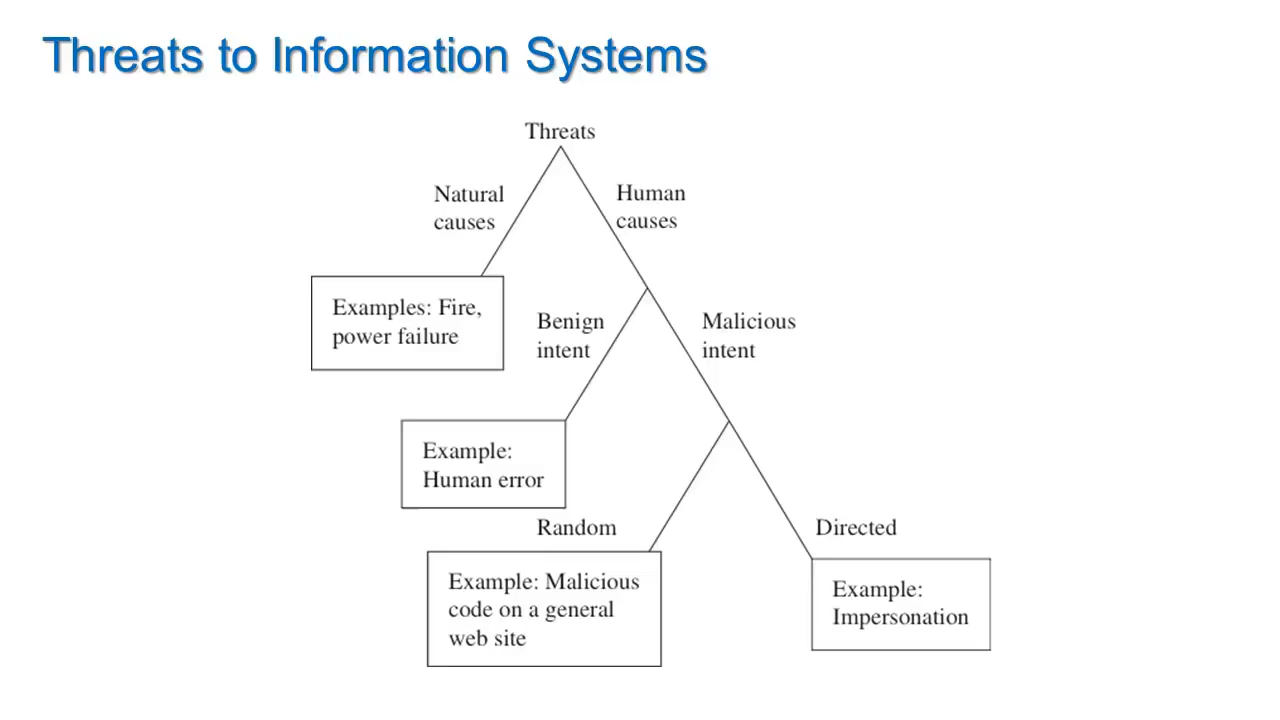 Threats to Information Systems
Threats
Natural
causes
Human
causes
Examples: Fire,
power failure
Benign
intent
Malicious
intent
Example:
Human error
Random
Directed
Example: Malicious
code on a general
web site
Example:
Impersonation